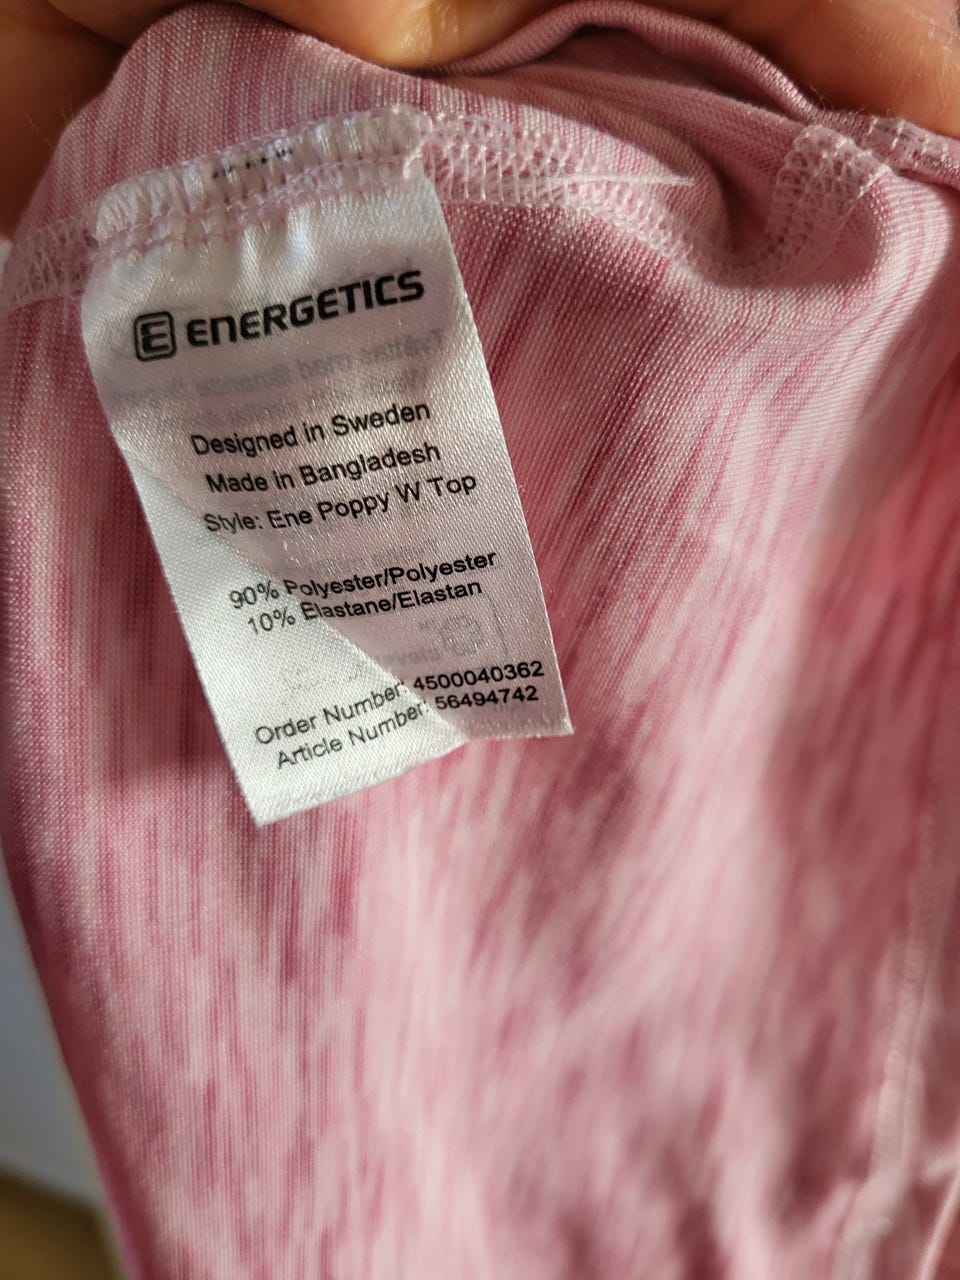 E ENERGETICS
Designed in Sweden
Made in Bangladesh
Style: Ene Poppy W Top
90% Polyester/Polyester
10% Elastane/Elastan
Order Number: 4500040362
Article Number: 56494742